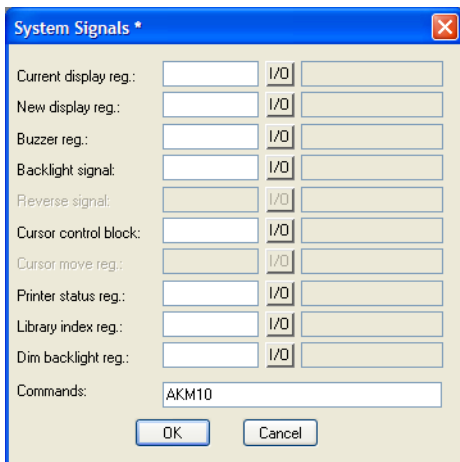 System Signals *
Current display reg.: I/O
New display reg.: I/O
Buzzer reg.: I/O
Backlight signal: I/O
Reverse signal: I/O
Cursor control block: I/O
Cursor move reg.: I/O
Printer status reg.: I/O
Library index reg.: I/O
Dim backlight reg.: I/O
Commands: AKM10
OK Cancel